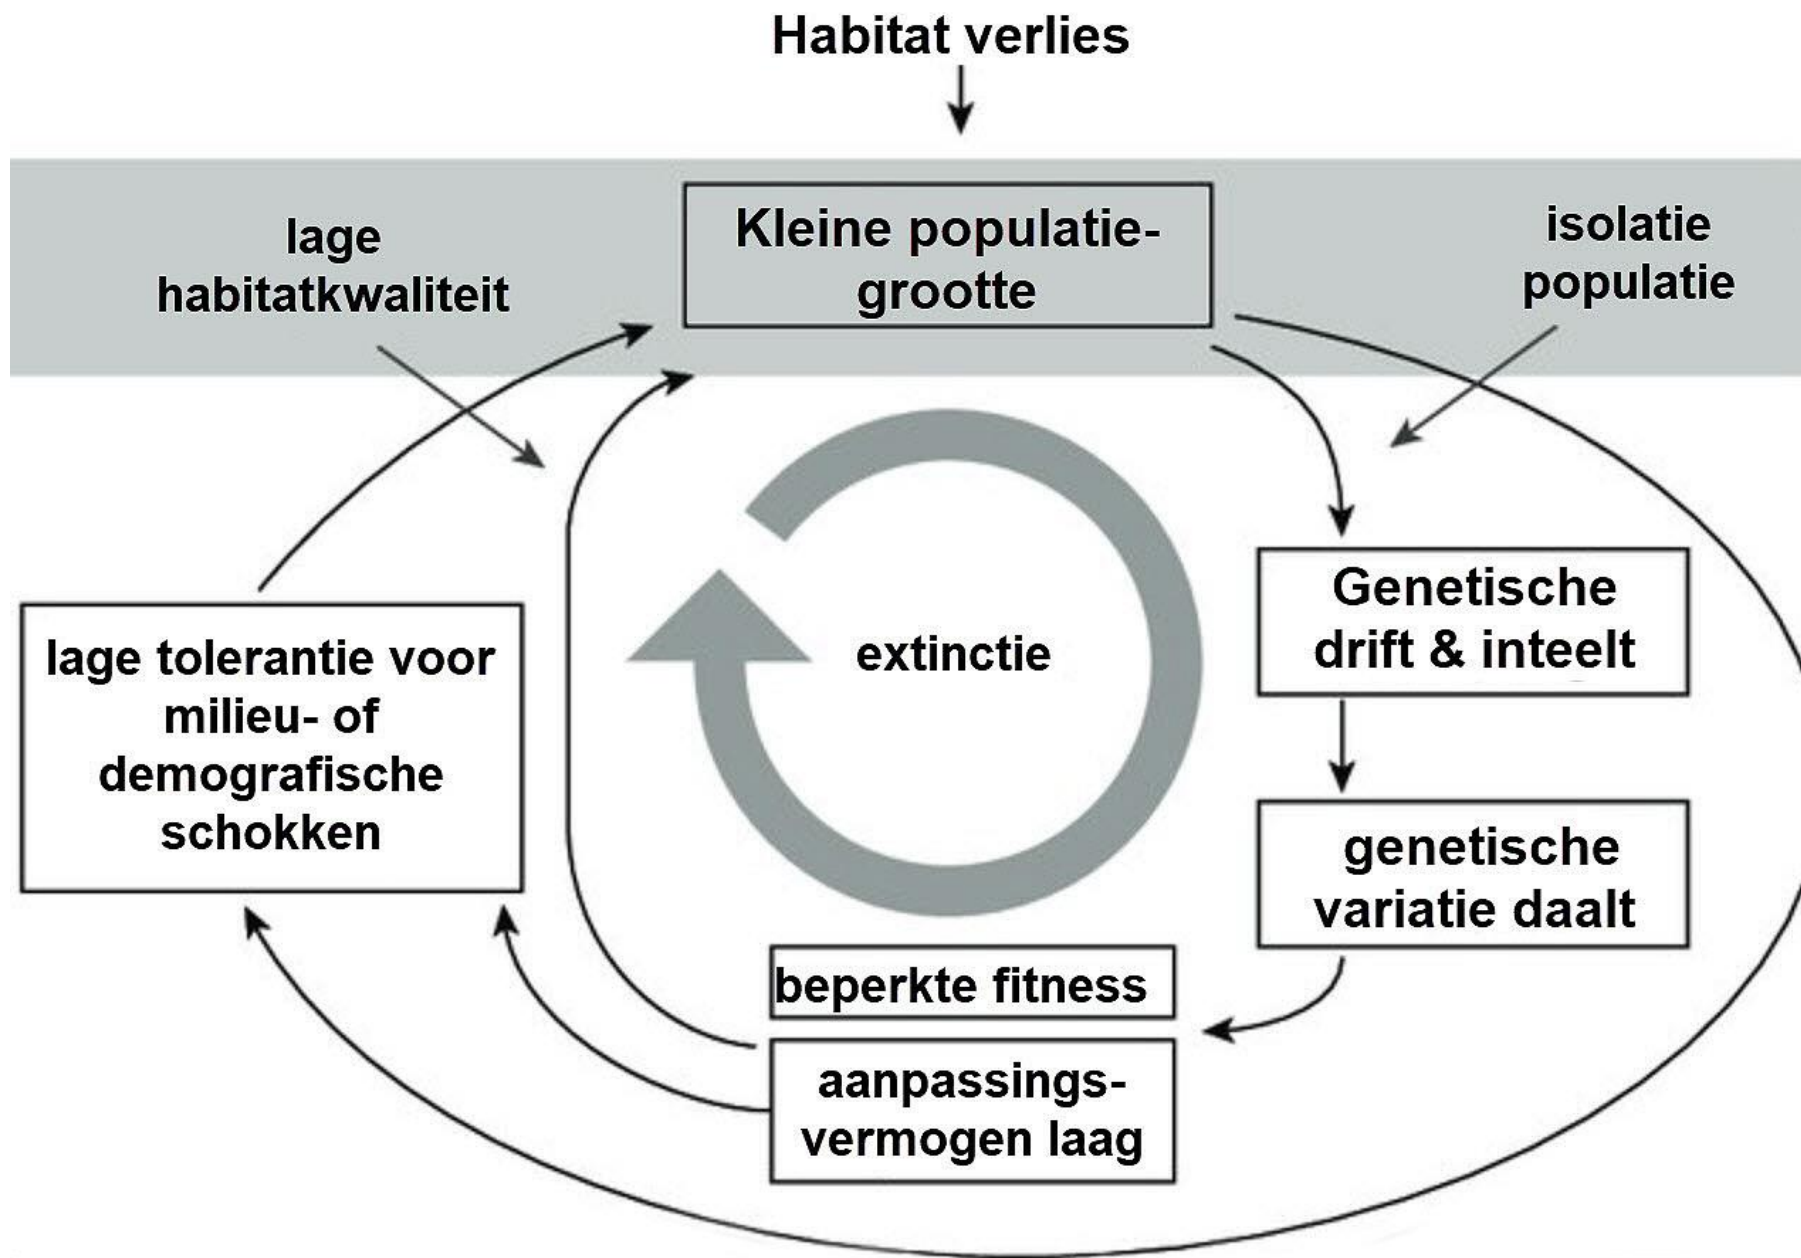 Habitat verlies
lage
habitatkwaliteit
Kleine populatie-
grootte
isolatie
populatie
Genetische
drift & inteelt
genetische
variatie daalt
beperkte fitness
aanpassings-
vermogen laag
lage tolerantie voor
milieu- of
demografische
schokken
extinctie